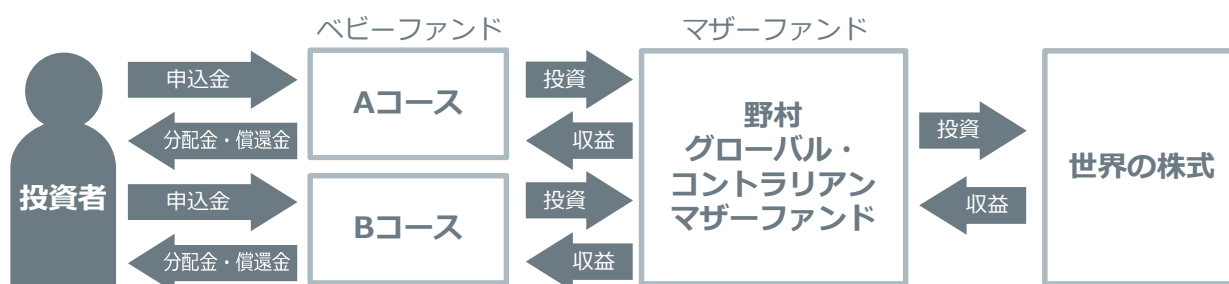 ベビーファンド
マザーファンド
申込金
分配金・償還金
申込金
分配金・償還金
投資者
Aコース
Bコース
投資
収益
投資
収益
野村
グローバル・
コントラリアン
マザーファンド
投資
収益
世界の株式